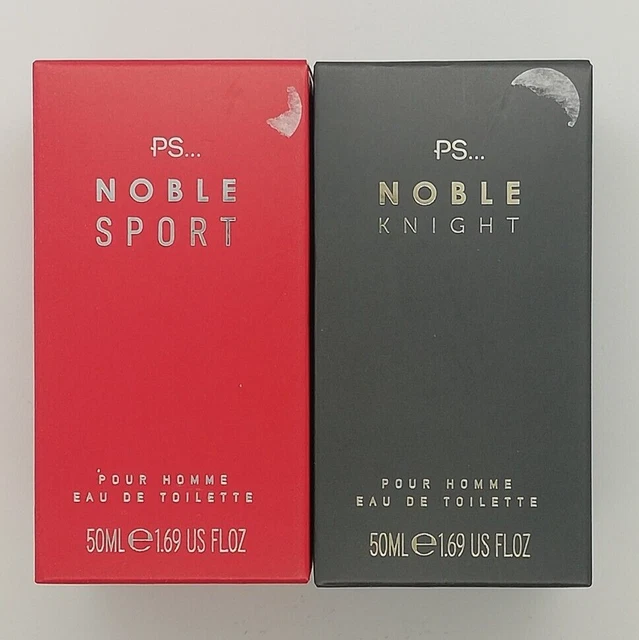 PS...
NOBLE
SPORT
POUR HOMME
EAU DE TOILETTE
50ML℮1.69 US FLOZ
PS...
NOBLE
KNIGHT
POUR HOMME
EAU DE TOILETTE
50ML℮1.69 US FLOZ